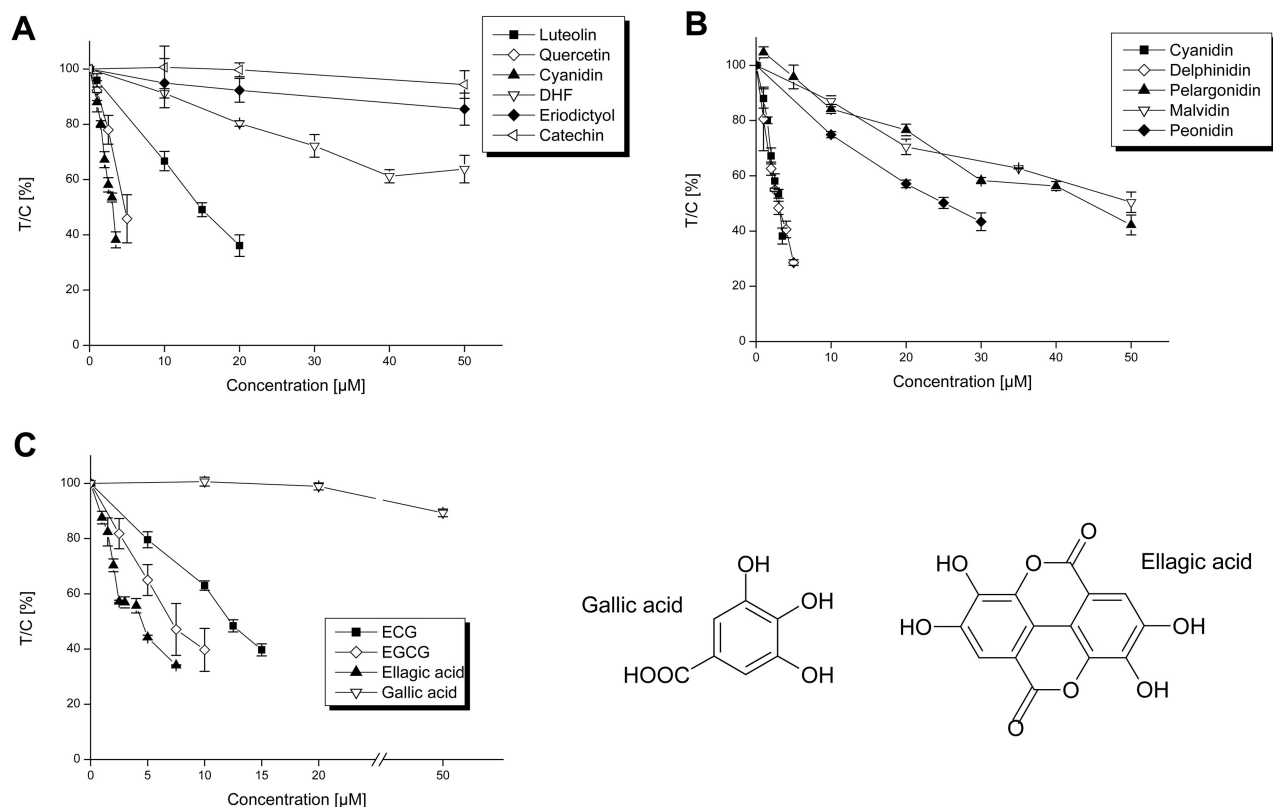 A
Luteolin
Quercetin
Cyanidin
DHF
Eriodictyol
Catechin
100
80
60
40
20
0
T/C [%]
0 10 20 30 40 50
Concentration [µM]
B
Cyanidin
Delphinidin
Pelargonidin
Malvidin
Peonidin
100
80
60
40
20
0
T/C [%]
0 10 20 30 40 50
Concentration [µM]
C
100
80
60
40
20
0
T/C [%]
ECG
EGCG
Ellagic acid
Gallic acid
0 5 10 15 20 50
Concentration [µM]
Gallic acid
OH
OH
OH
HOOC
Ellagic acid
O
O
HO
HO
OH
OH
O
O